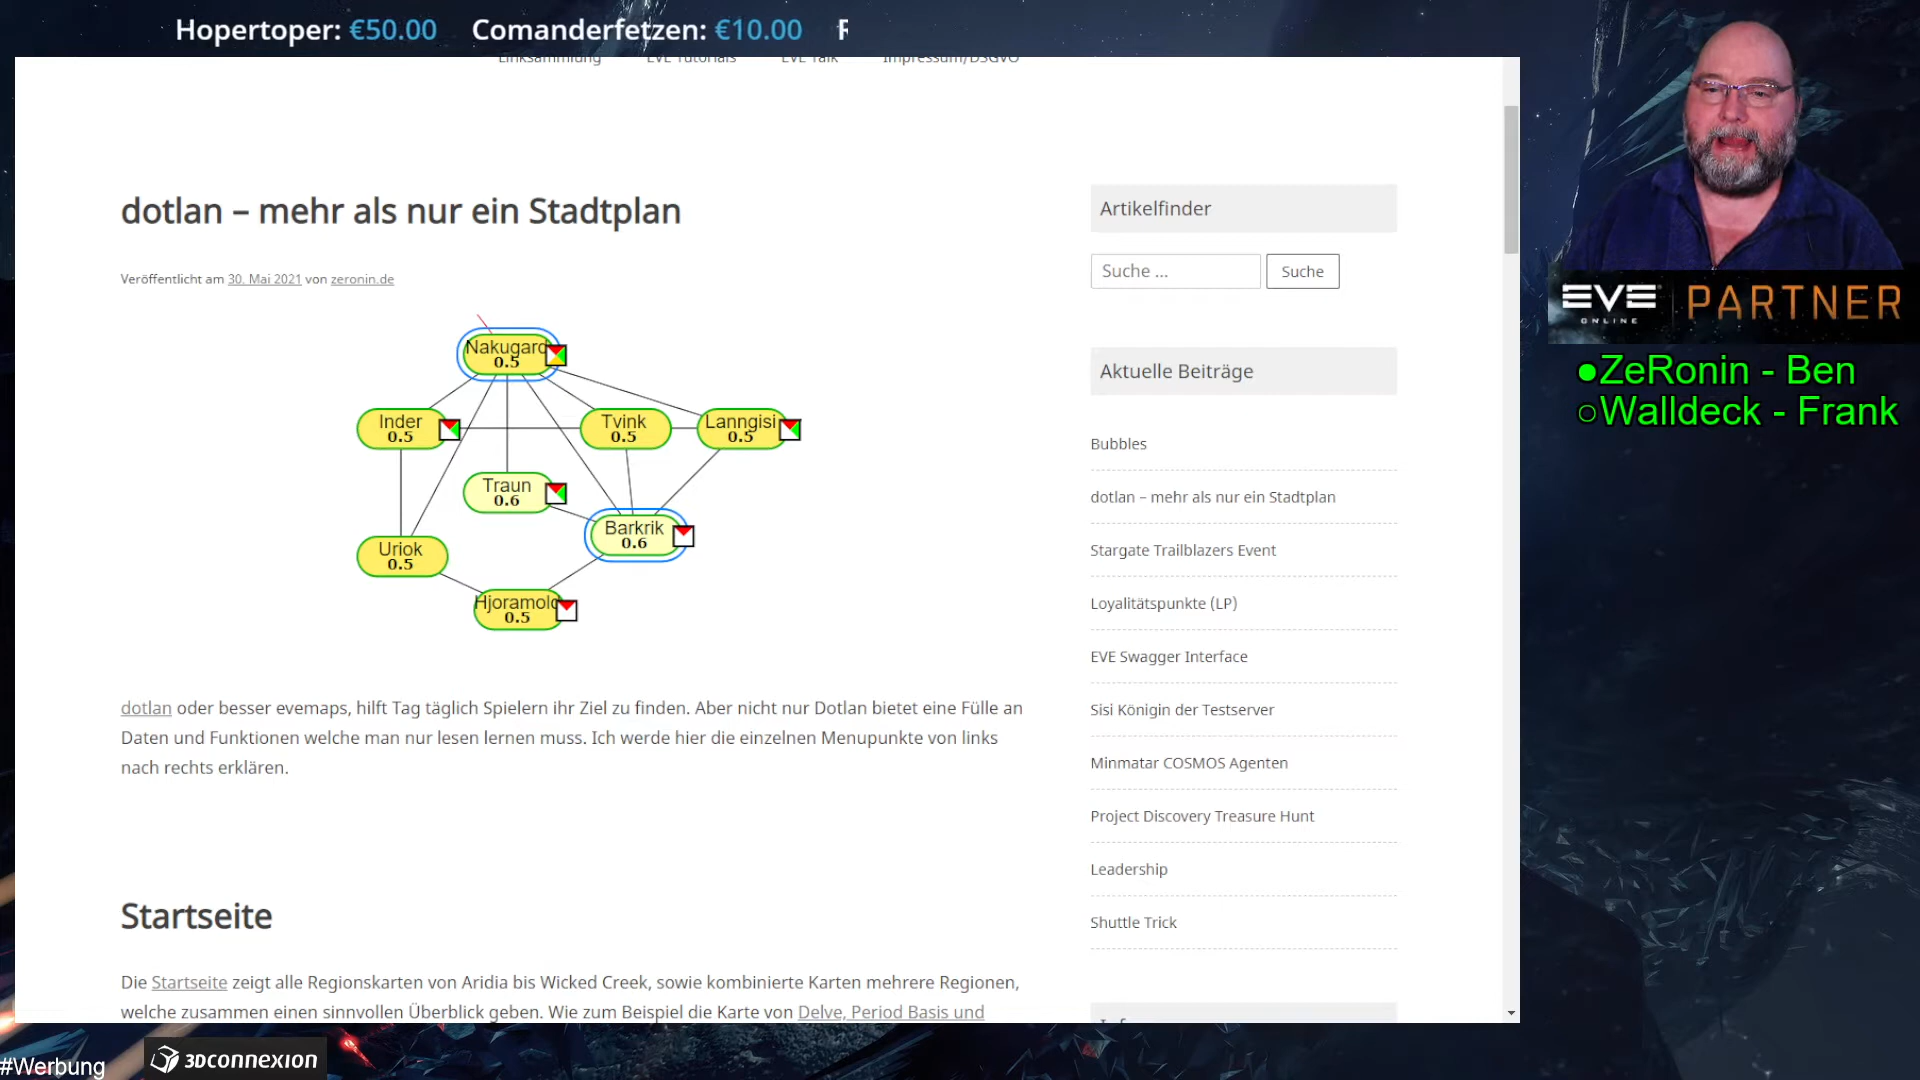 Hopertoper: €50.00 Comanderfetzen: €10.00
Linksammlung EVE Tutorials EVE Talk Impressum/DSGVO
dotlan – mehr als nur ein Stadtplan
Veröffentlicht am 30. Mai 2021 von zeronin.de
Nakugard
0.5
Inder
0.5
Tvink
0.5
Lanngisi
0.5
Traun
0.6
Barkrik
0.6
Uriok
0.5
Hjoramold
0.5
dotlan oder besser evemaps, hilft Tag täglich Spielern ihr Ziel zu finden. Aber nicht nur Dotlan bietet eine Fülle an
Daten und Funktionen welche man nur lesen lernen muss. Ich werde hier die einzelnen Menupunkte von links
nach rechts erklären.
Startseite
Die Startseite zeigt alle Regionskarten von Aridia bis Wicked Creek, sowie kombinierte Karten mehrere Regionen,
welche zusammen einen sinnvollen Überblick geben. Wie zum Beispiel die Karte von Delve, Period Basis und
Artikelfinder
Suche ... Suche
Aktuelle Beiträge
Bubbles
dotlan – mehr als nur ein Stadtplan
Stargate Trailblazers Event
Loyalitätspunkte (LP)
EVE Swagger Interface
Sisi Königin der Testserver
Minmatar COSMOS Agenten
Project Discovery Treasure Hunt
Leadership
Shuttle Trick
EVE ONLINE PARTNER
●ZeRonin - Ben
○Walldeck - Frank
#Werbung 3DCONNEXION